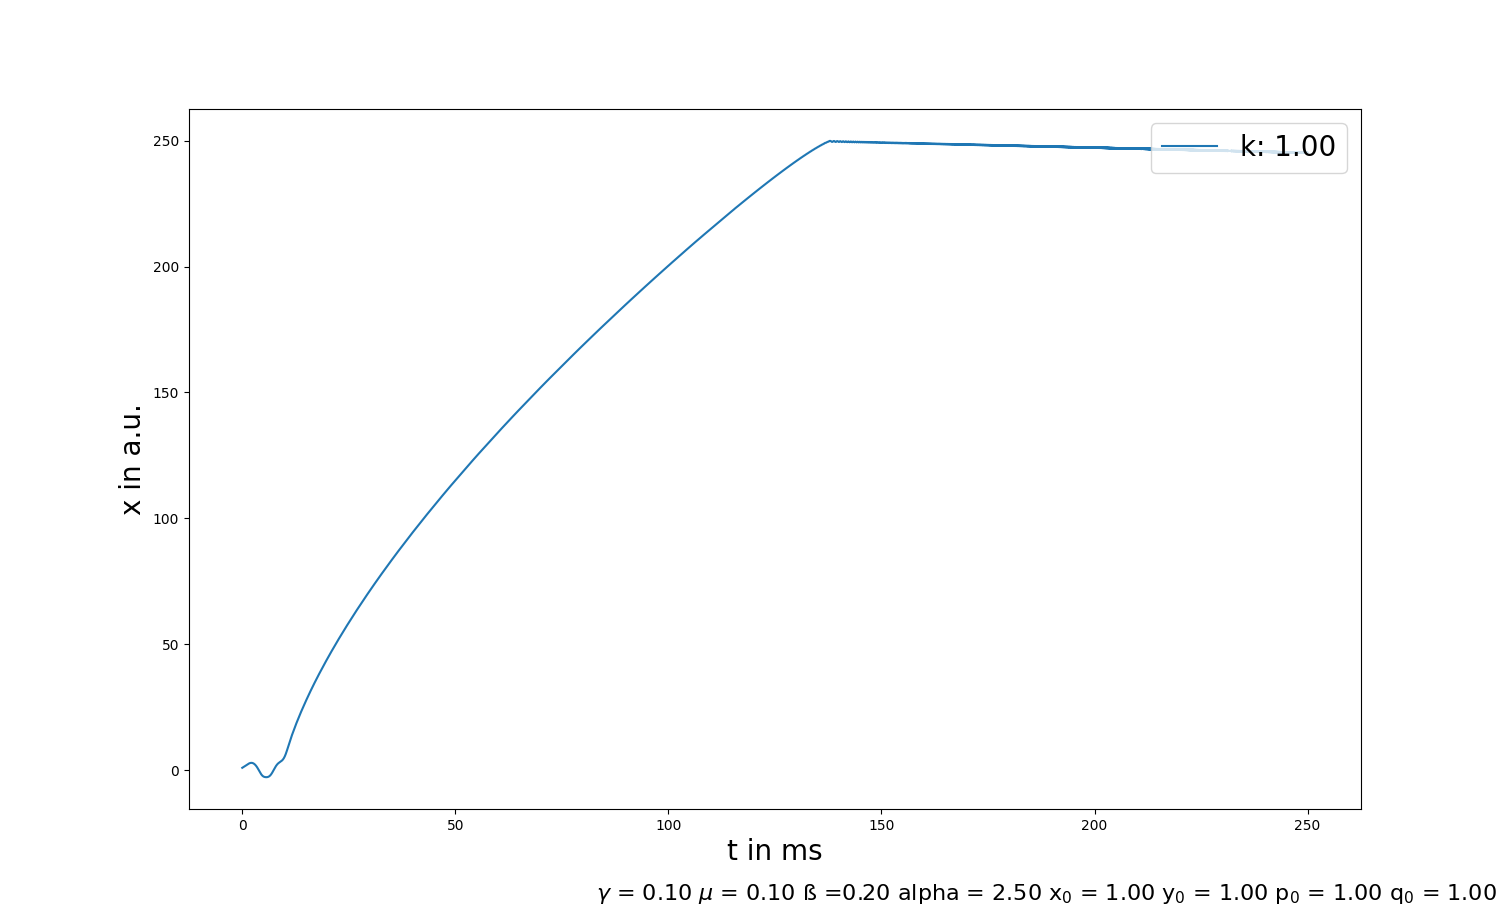 k: 1.00
250
200
150
100
50
0
x in a.u.
0 50 100 150 200 250
t in ms
γ = 0.10 μ = 0.10 ß =0.20 alpha = 2.50 x₀ = 1.00 y₀ = 1.00 p₀ = 1.00 q₀ = 1.00